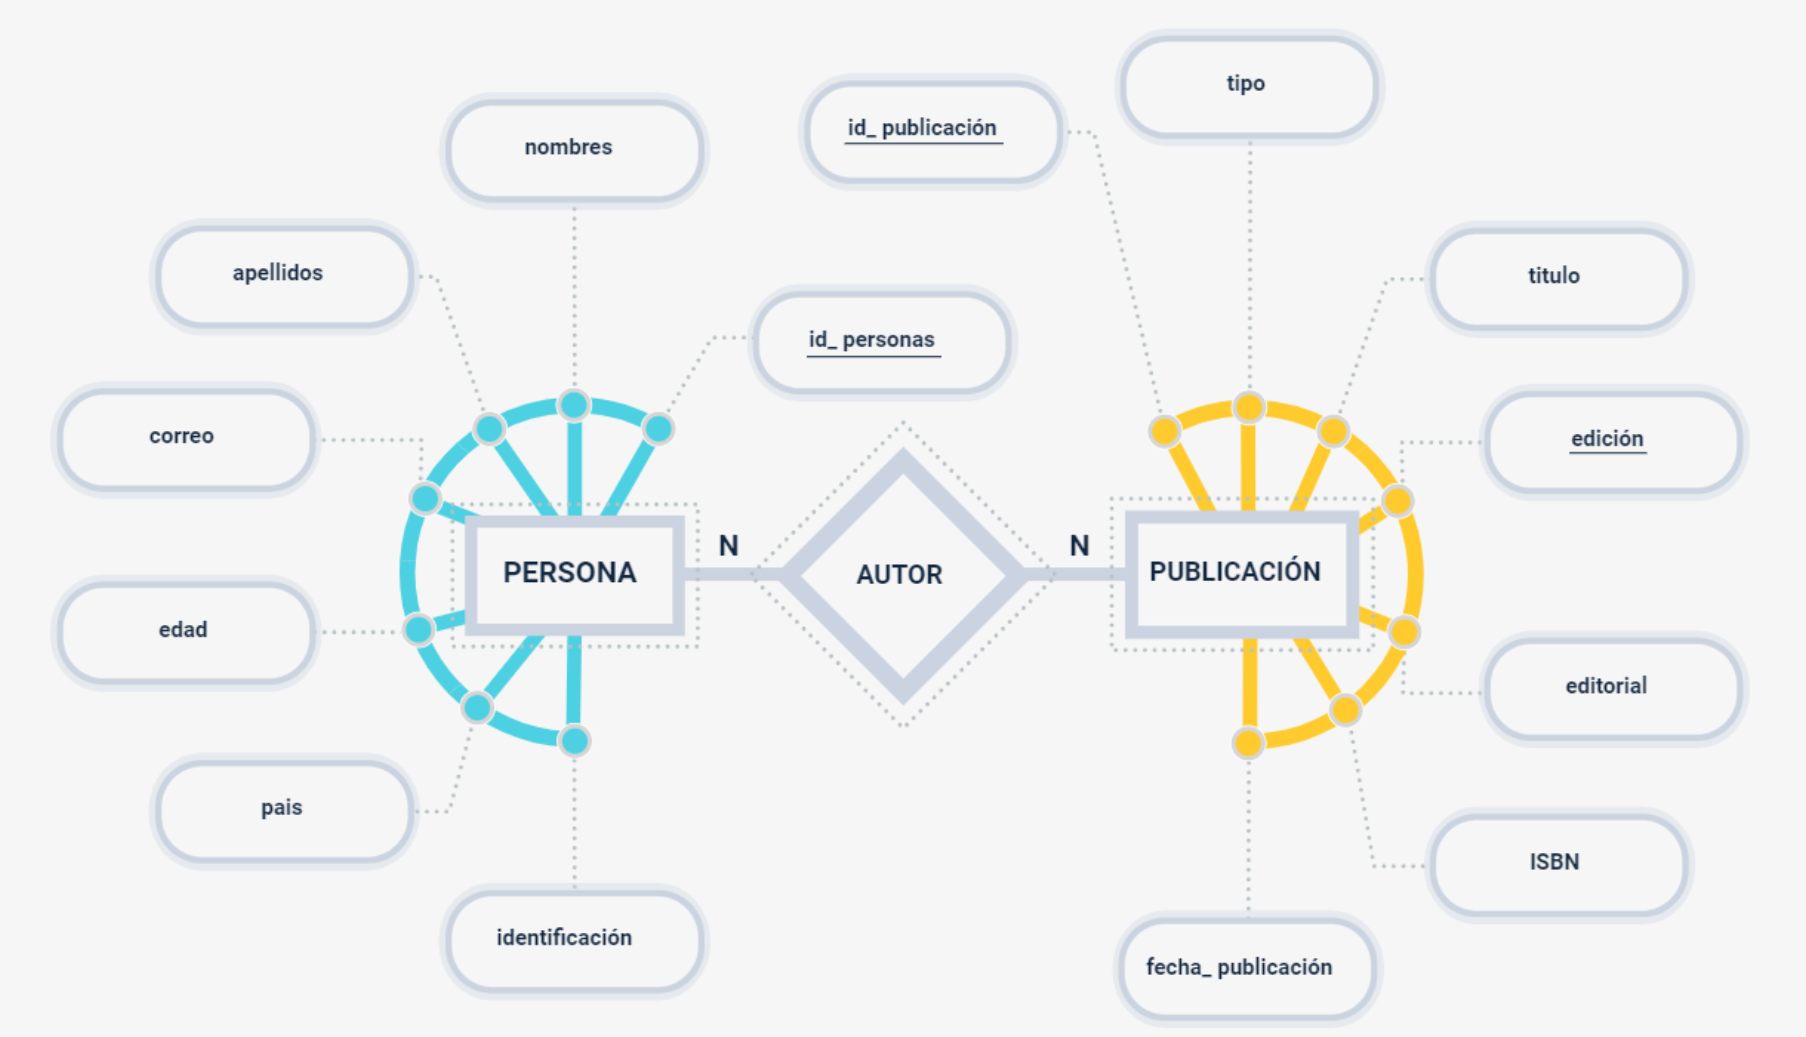 tipo
id_ publicación
nombres
apellidos
titulo
id_ personas
correo
edición
N
N
PERSONA
AUTOR
PUBLICACIÓN
edad
editorial
pais
ISBN
identificación
fecha_ publicación